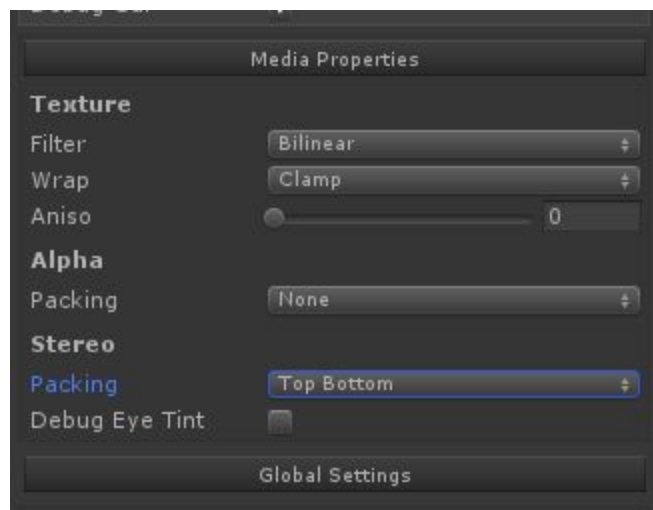 Media Properties
Texture
Filter Bilinear
Wrap Clamp
Aniso 0
Alpha
Packing None
Stereo
Packing Top Bottom
Debug Eye Tint
Global Settings